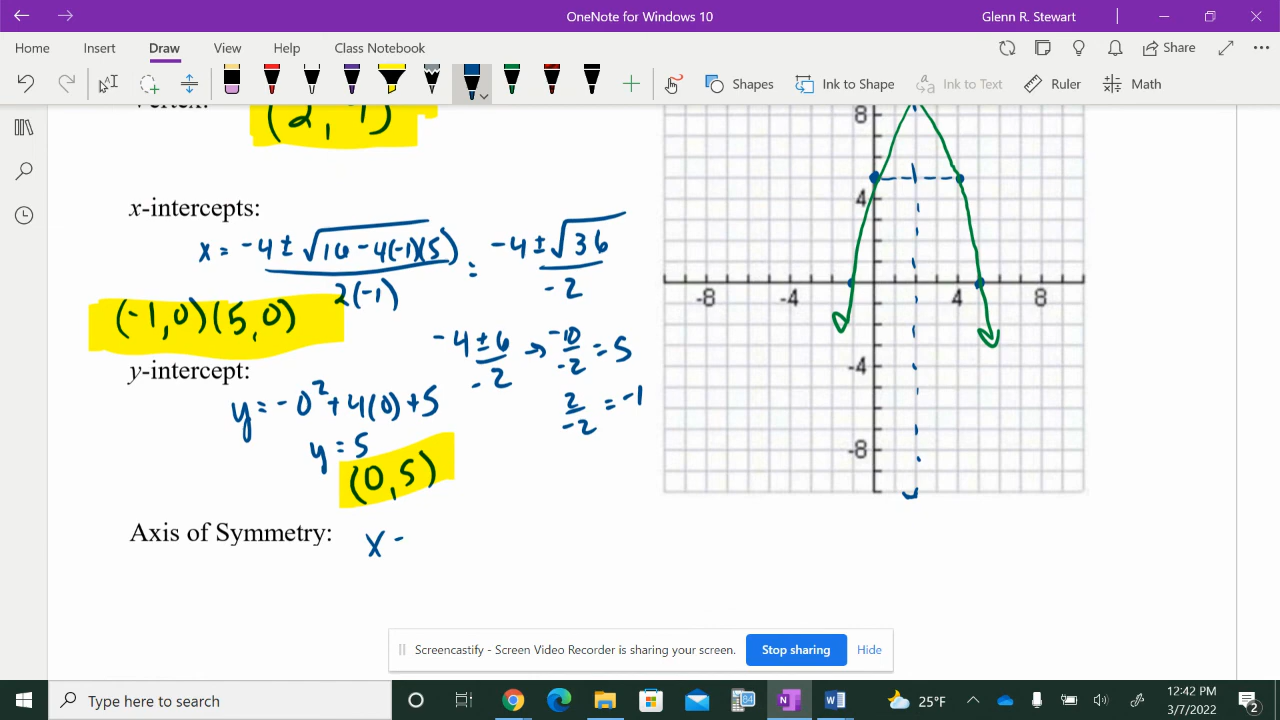 OneNote for Windows 10
Glenn R. Stewart
Home Insert Draw View Help Class Notebook
Share
Shapes Ink to Shape Ink to Text Ruler Math
x-intercepts:
x = -4 ± √16 - 4(-1)(5) / 2(-1) = -4 ± √36 / -2
(-1,0)(5,0)
-4 ± 6 / -2 → -10/-2 = 5
2/-2 = -1
y-intercept:
y = -0² + 4(0) + 5
y = 5
(0,5)
Axis of Symmetry: x -
8
4
-8 -4 4 8
-4
-8
Screencastify - Screen Video Recorder is sharing your screen. Stop sharing Hide
Type here to search
84
25°F
12:42 PM
3/7/2022
2